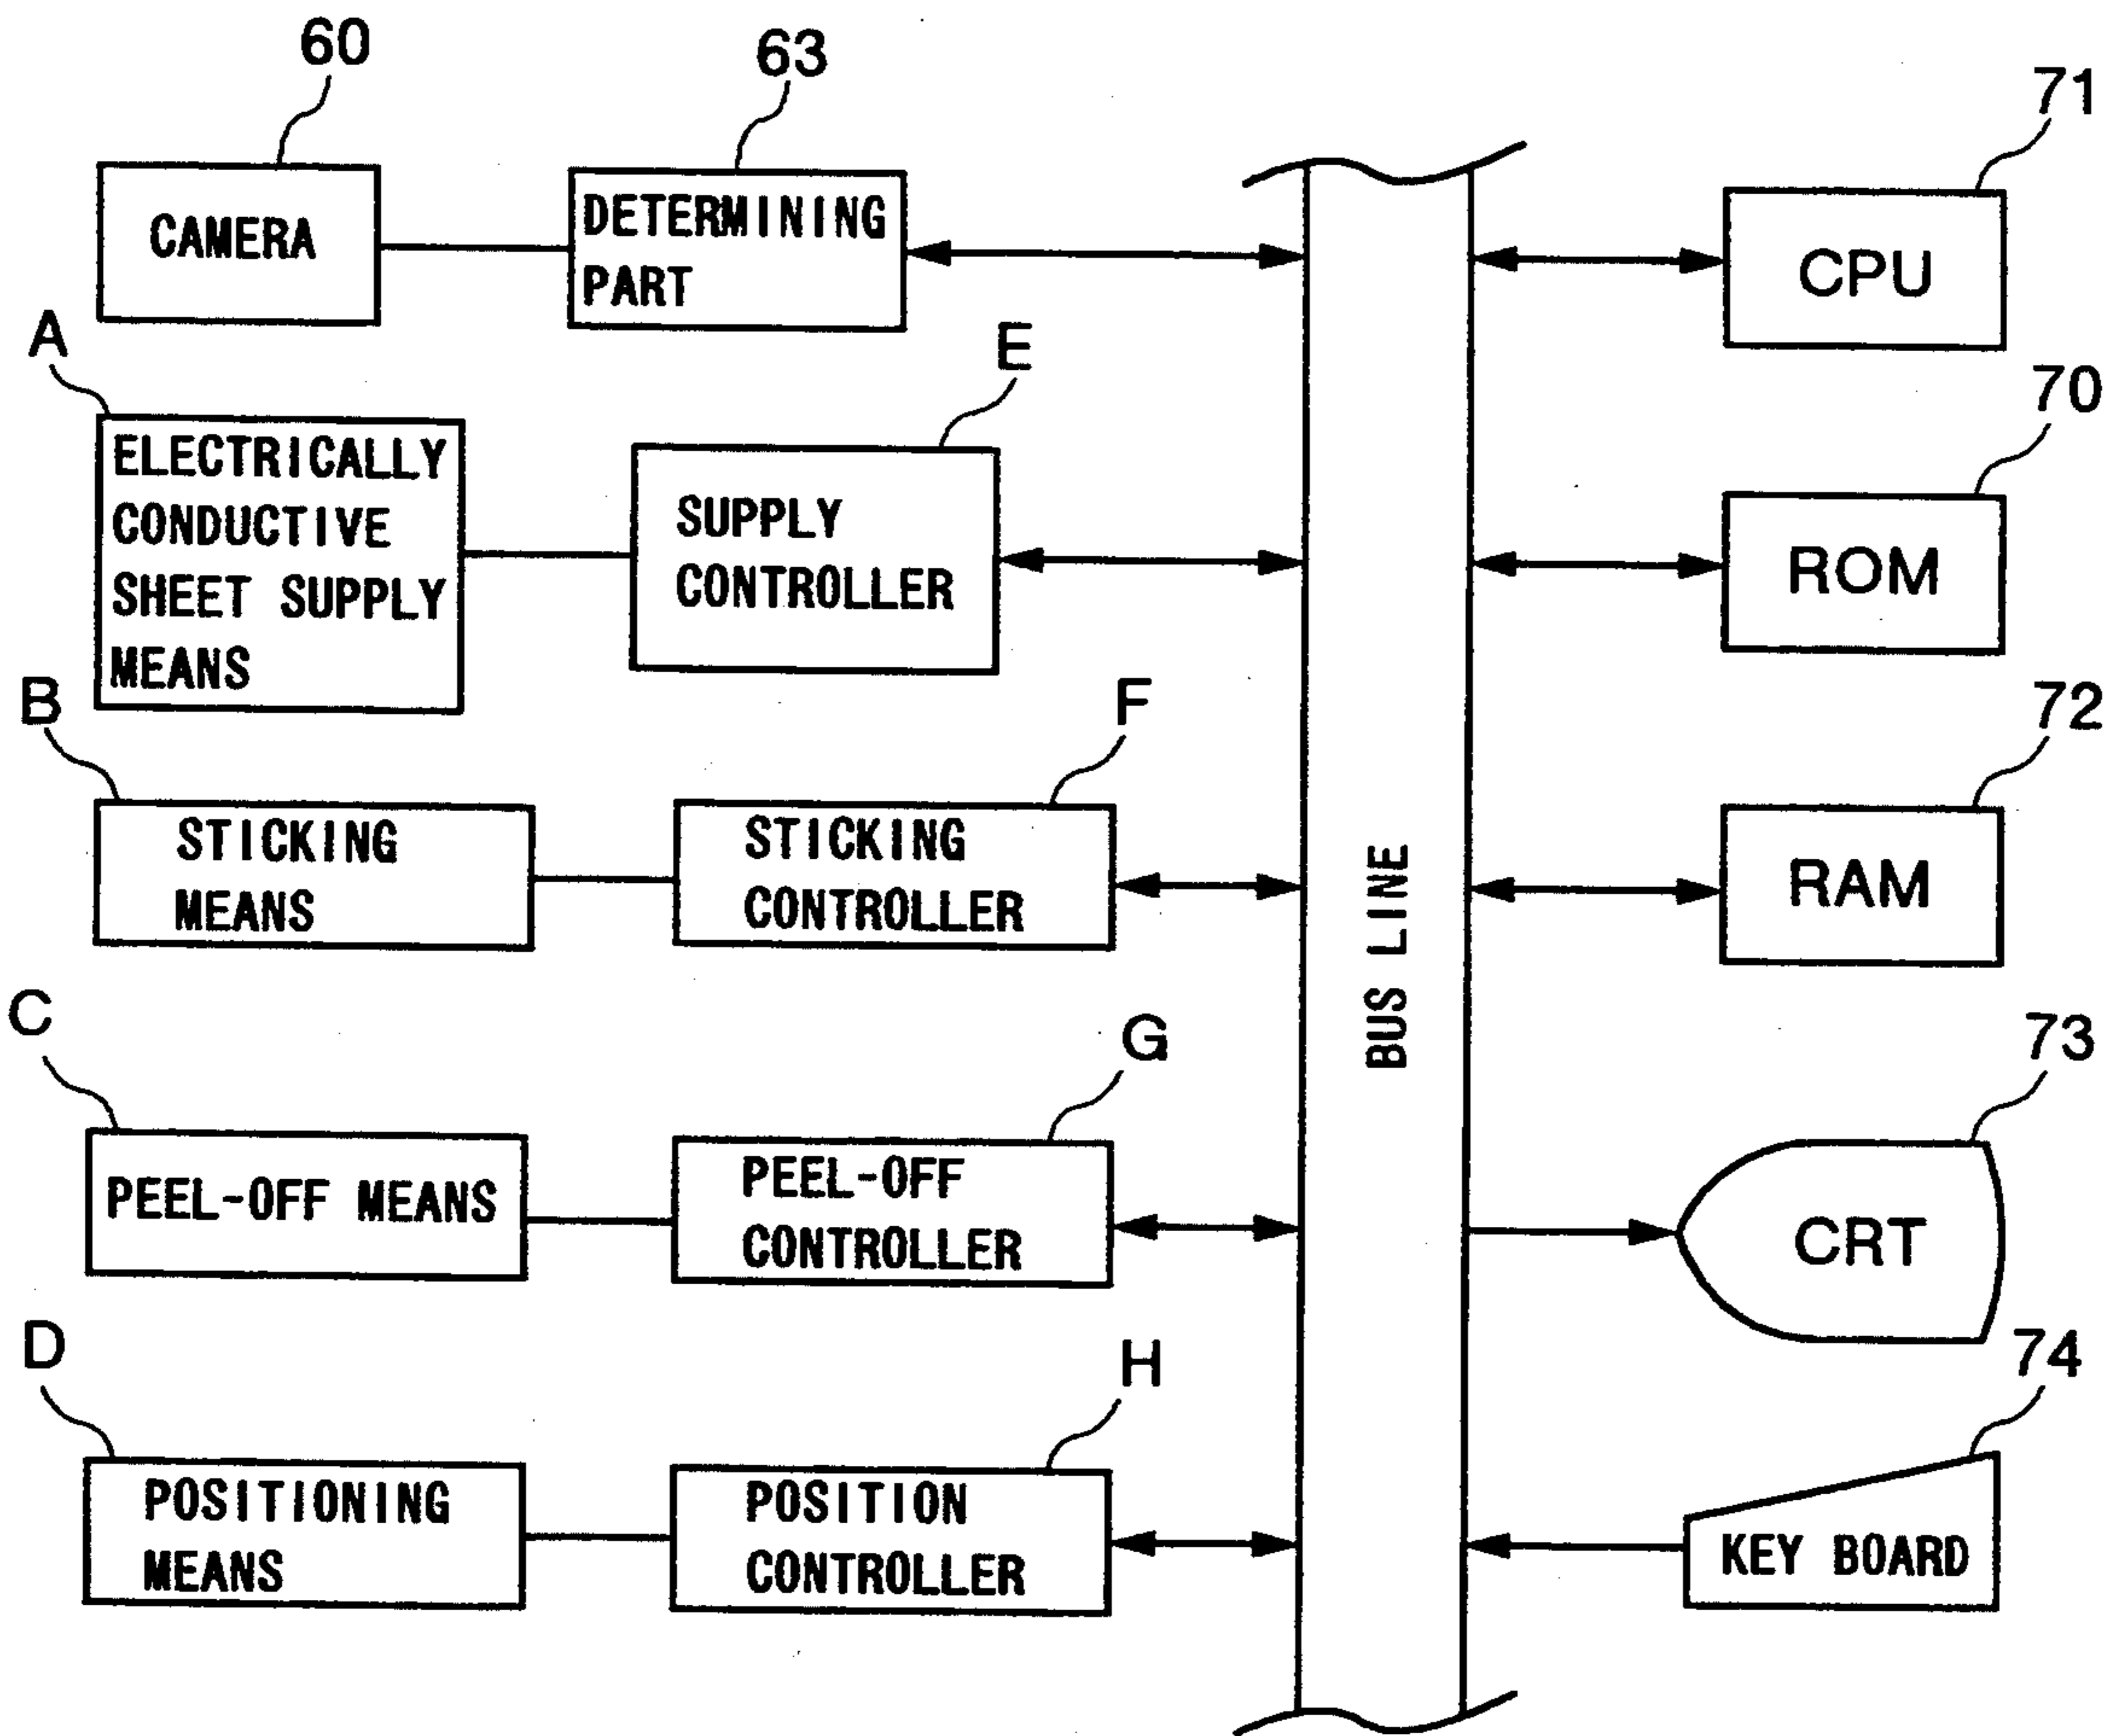 60
63
71
CAMERA
DETERMINING
PART
CPU
A
E
70
ELECTRICALLY
CONDUCTIVE
SHEET SUPPLY
MEANS
SUPPLY
CONTROLLER
ROM
B
F
72
STICKING
MEANS
STICKING
CONTROLLER
RAM
BUS LINE
C
G
73
PEEL-OFF MEANS
PEEL-OFF
CONTROLLER
CRT
D
H
74
POSITIONING
MEANS
POSITION
CONTROLLER
KEY BOARD